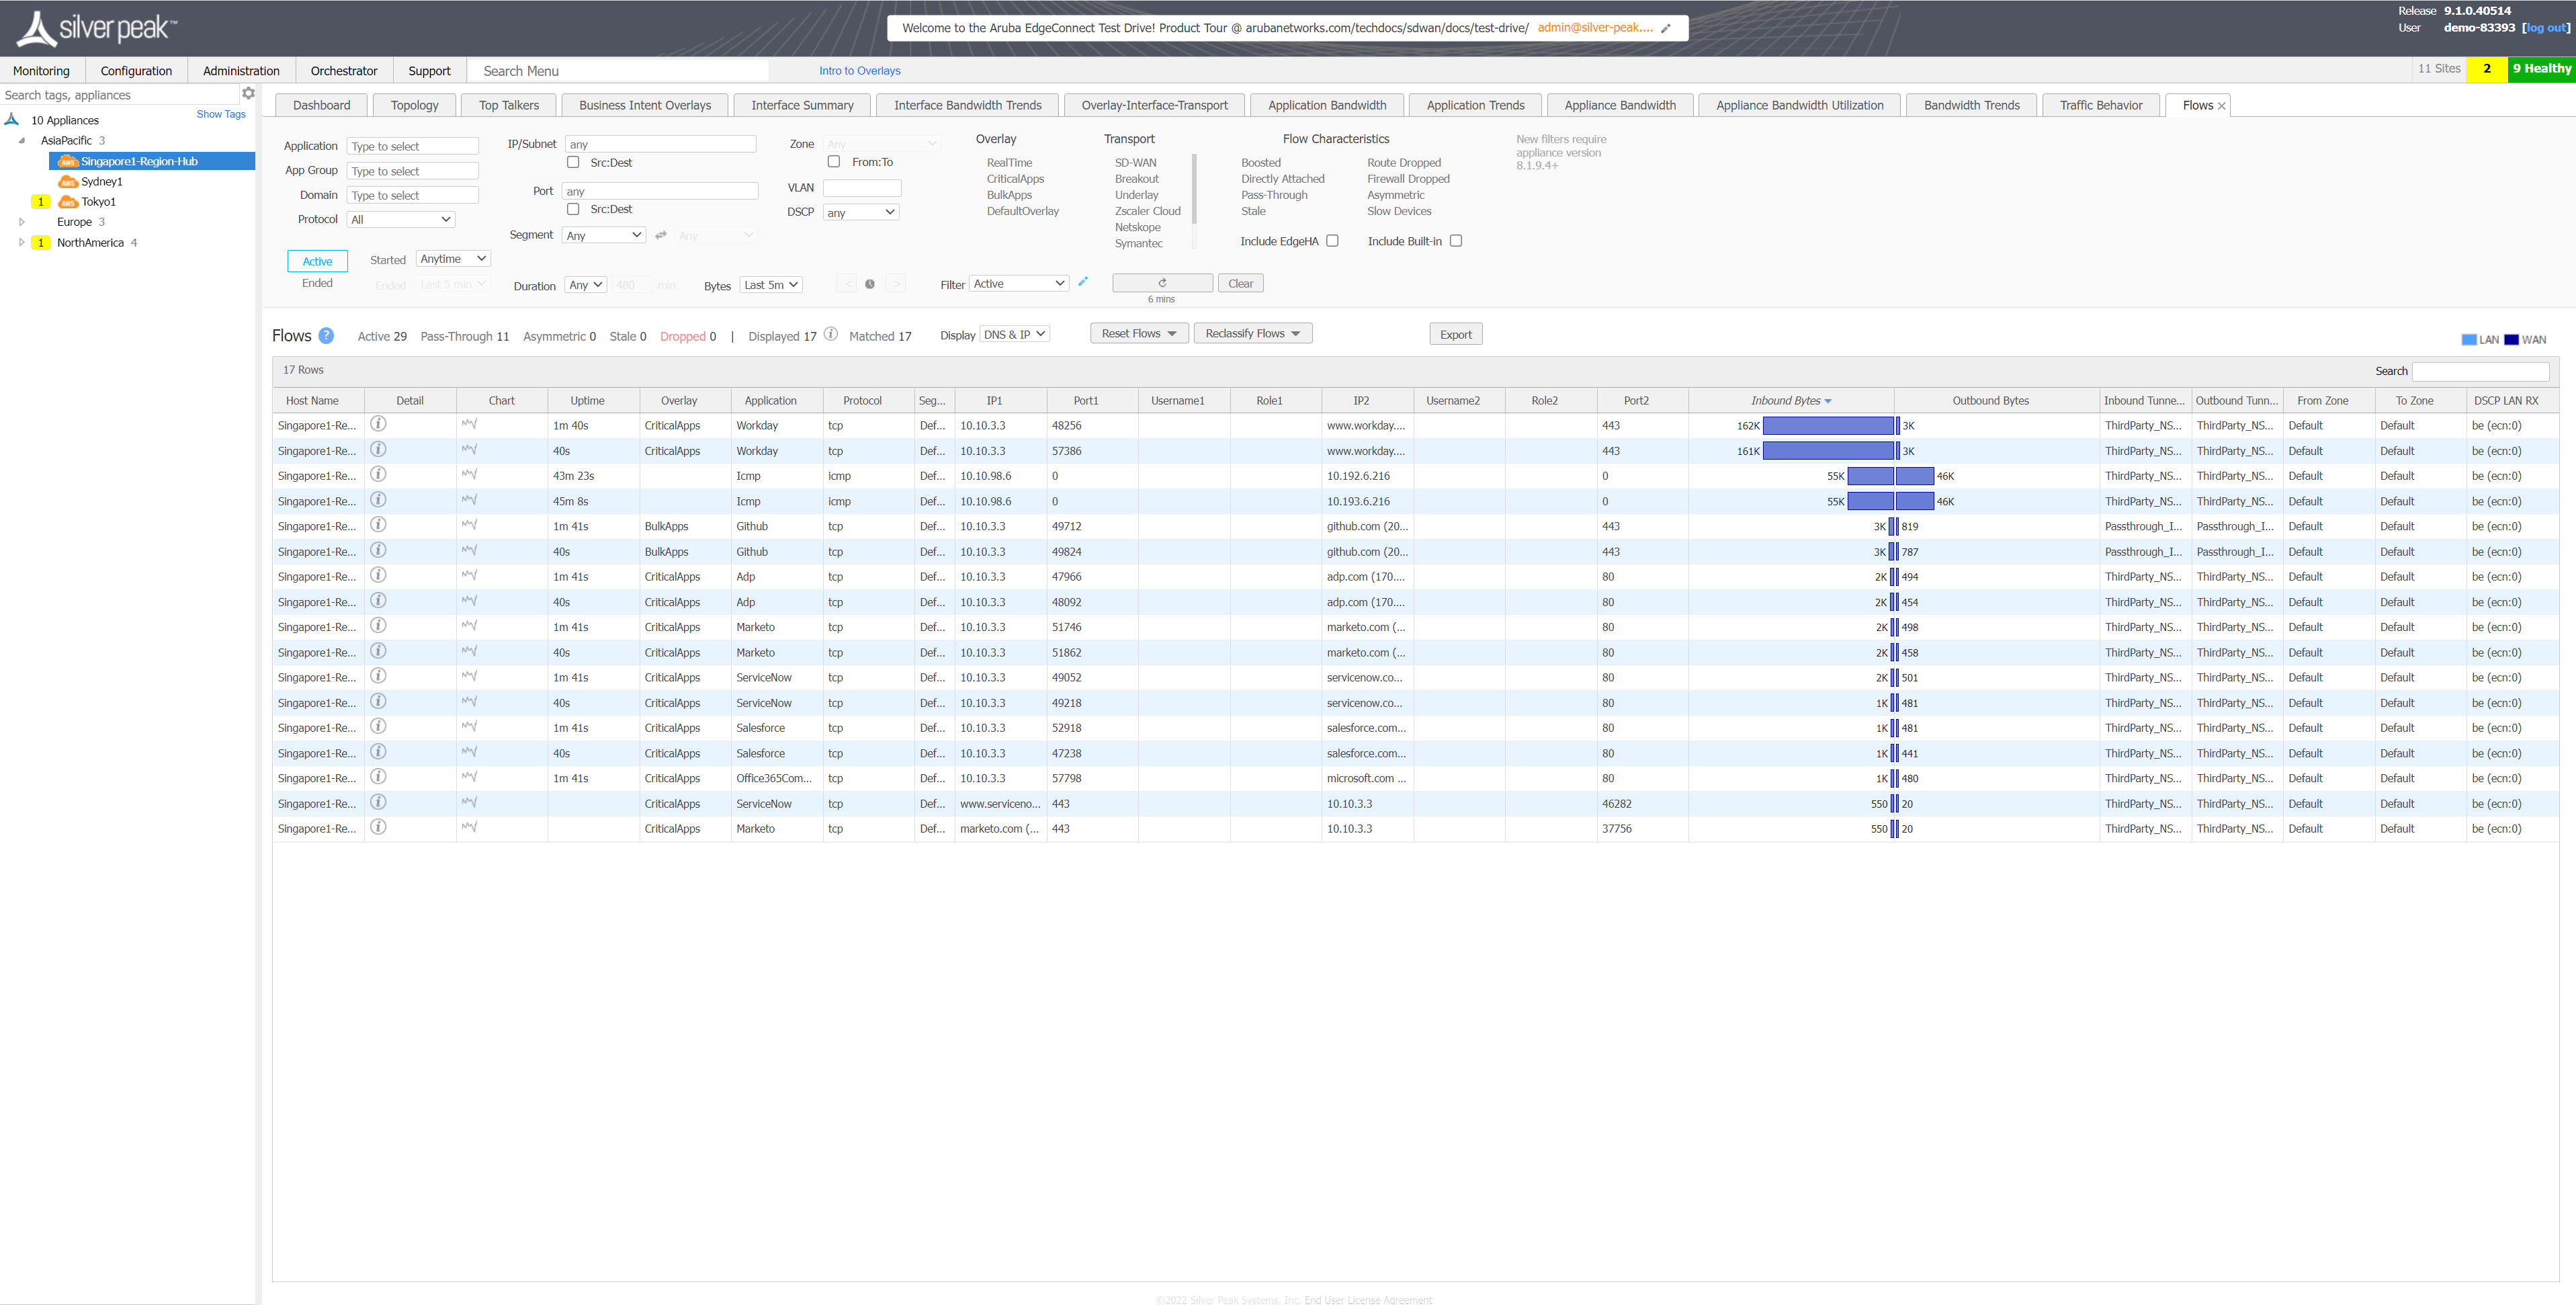 silver peak™
Welcome to the Aruba EdgeConnect Test Drive! Product Tour @ arubanetworks.com/techdocs/sdwan/docs/test-drive/ admin@silver-peak....
Release 9.1.0.40514
User demo-83393 [log out]
Monitoring Configuration Administration Orchestrator Support Search Menu Intro to Overlays 11 Sites 2 9 Healthy
Search tags, appliances
Show Tags
10 Appliances
AsiaPacific 3
aws Singapore1-Region-Hub
aws Sydney1
1 aws Tokyo1
Europe 3
1 NorthAmerica 4
Dashboard Topology Top Talkers Business Intent Overlays Interface Summary Interface Bandwidth Trends Overlay-Interface-Transport Application Bandwidth Application Trends Appliance Bandwidth Appliance Bandwidth Utilization Bandwidth Trends Traffic Behavior Flows
Application Type to select
App Group Type to select
Domain Type to select
Protocol All
Active Started Anytime
Ended Ended Last 5 min
IP/Subnet any
Src:Dest
Port any
Src:Dest
Segment Any Any
Duration Any 480 min Bytes Last 5m < >
Zone Any
From:To
VLAN
DSCP any
Overlay
RealTime
CriticalApps
BulkApps
DefaultOverlay
Transport
SD-WAN
Breakout
Underlay
Zscaler Cloud
Netskope
Symantec
Flow Characteristics
Boosted Route Dropped
Directly Attached Firewall Dropped
Pass-Through Asymmetric
Stale Slow Devices
Include EdgeHA Include Built-in
New filters require
appliance version
8.1.9.4+
Filter Active Clear
6 mins
Flows ? Active 29 Pass-Through 11 Asymmetric 0 Stale 0 Dropped 0 | Displayed 17 i Matched 17 Display DNS & IP Reset Flows Reclassify Flows Export
LAN WAN
17 Rows Search
Host Name Detail Chart Uptime Overlay Application Protocol Seg... IP1 Port1 Username1 Role1 IP2 Username2 Role2 Port2 Inbound Bytes Outbound Bytes Inbound Tunne... Outbound Tunn... From Zone To Zone DSCP LAN RX
Singapore1-Re... i 1m 40s CriticalApps Workday tcp Def... 10.10.3.3 48256 www.workday.... 443 162K 3K ThirdParty_NS... ThirdParty_NS... Default Default be (ecn:0)
Singapore1-Re... i 40s CriticalApps Workday tcp Def... 10.10.3.3 57386 www.workday.... 443 161K 3K ThirdParty_NS... ThirdParty_NS... Default Default be (ecn:0)
Singapore1-Re... i 43m 23s Icmp icmp Def... 10.10.98.6 0 10.192.6.216 0 55K 46K ThirdParty_NS... ThirdParty_NS... Default Default be (ecn:0)
Singapore1-Re... i 45m 8s Icmp icmp Def... 10.10.98.6 0 10.193.6.216 0 55K 46K ThirdParty_NS... ThirdParty_NS... Default Default be (ecn:0)
Singapore1-Re... i 1m 41s BulkApps Github tcp Def... 10.10.3.3 49712 github.com (20... 443 3K 819 Passthrough_I... Passthrough_I... Default Default be (ecn:0)
Singapore1-Re... i 40s BulkApps Github tcp Def... 10.10.3.3 49824 github.com (20... 443 3K 787 Passthrough_I... Passthrough_I... Default Default be (ecn:0)
Singapore1-Re... i 1m 41s CriticalApps Adp tcp Def... 10.10.3.3 47966 adp.com (170.... 80 2K 494 ThirdParty_NS... ThirdParty_NS... Default Default be (ecn:0)
Singapore1-Re... i 40s CriticalApps Adp tcp Def... 10.10.3.3 48092 adp.com (170.... 80 2K 454 ThirdParty_NS... ThirdParty_NS... Default Default be (ecn:0)
Singapore1-Re... i 1m 41s CriticalApps Marketo tcp Def... 10.10.3.3 51746 marketo.com (... 80 2K 498 ThirdParty_NS... ThirdParty_NS... Default Default be (ecn:0)
Singapore1-Re... i 40s CriticalApps Marketo tcp Def... 10.10.3.3 51862 marketo.com (... 80 2K 458 ThirdParty_NS... ThirdParty_NS... Default Default be (ecn:0)
Singapore1-Re... i 1m 41s CriticalApps ServiceNow tcp Def... 10.10.3.3 49052 servicenow.co... 80 2K 501 ThirdParty_NS... ThirdParty_NS... Default Default be (ecn:0)
Singapore1-Re... i 40s CriticalApps ServiceNow tcp Def... 10.10.3.3 49218 servicenow.co... 80 1K 481 ThirdParty_NS... ThirdParty_NS... Default Default be (ecn:0)
Singapore1-Re... i 1m 41s CriticalApps Salesforce tcp Def... 10.10.3.3 52918 salesforce.com... 80 1K 481 ThirdParty_NS... ThirdParty_NS... Default Default be (ecn:0)
Singapore1-Re... i 40s CriticalApps Salesforce tcp Def... 10.10.3.3 47238 salesforce.com... 80 1K 441 ThirdParty_NS... ThirdParty_NS... Default Default be (ecn:0)
Singapore1-Re... i 1m 41s CriticalApps Office365Com... tcp Def... 10.10.3.3 57798 microsoft.com ... 80 1K 480 ThirdParty_NS... ThirdParty_NS... Default Default be (ecn:0)
Singapore1-Re... i CriticalApps ServiceNow tcp Def... www.serviceno... 443 10.10.3.3 46282 550 20 ThirdParty_NS... ThirdParty_NS... Default Default be (ecn:0)
Singapore1-Re... i CriticalApps Marketo tcp Def... marketo.com (... 443 10.10.3.3 37756 550 20 ThirdParty_NS... ThirdParty_NS... Default Default be (ecn:0)
©2022 Silver Peak Systems, Inc. End User License Agreement